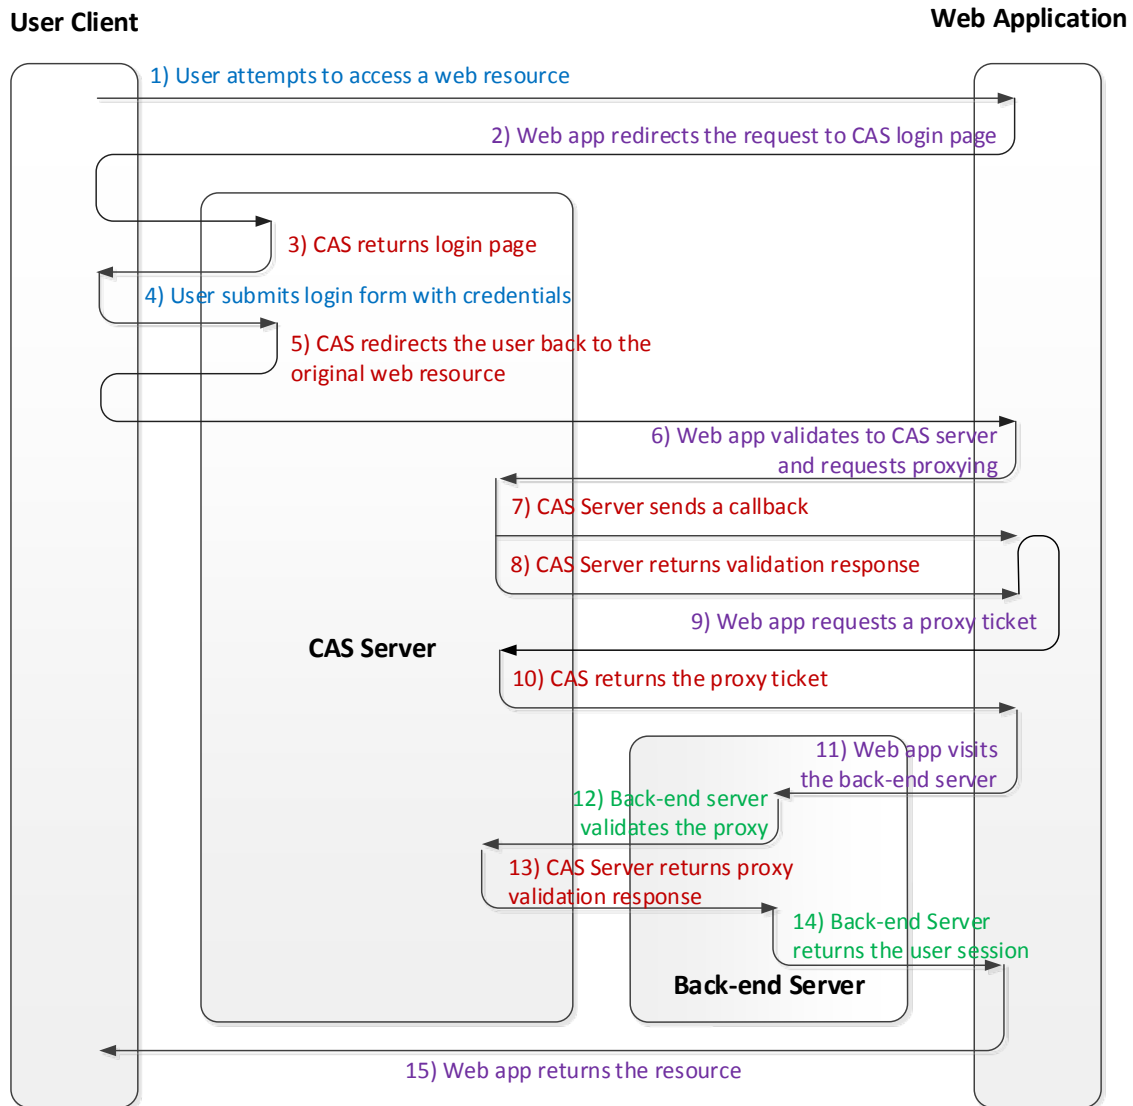 User Client
Web Application
1) User attempts to access a web resource
2) Web app redirects the request to CAS login page
3) CAS returns login page
4) User submits login form with credentials
5) CAS redirects the user back to the
original web resource
6) Web app validates to CAS server
and requests proxying
7) CAS Server sends a callback
8) CAS Server returns validation response
9) Web app requests a proxy ticket
CAS Server
10) CAS returns the proxy ticket
11) Web app visits
the back-end server
12) Back-end server
validates the proxy
13) CAS Server returns proxy
validation response
14) Back-end Server
returns the user session
Back-end Server
15) Web app returns the resource